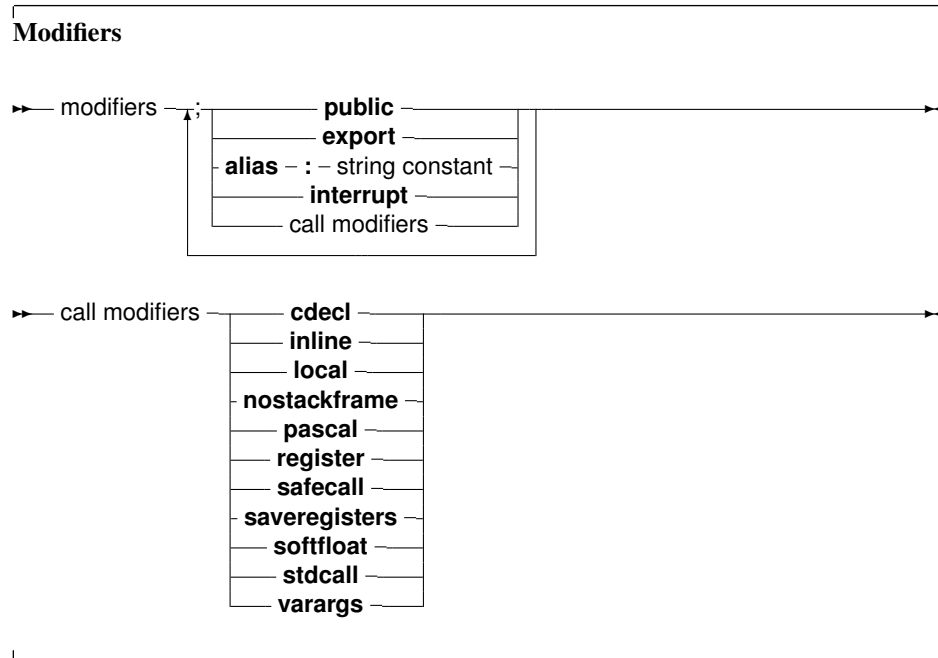 Modifiers
modifiers ; public
export
alias : string constant
interrupt
call modifiers
call modifiers cdecl
inline
local
nostackframe
pascal
register
safecall
saveregisters
softfloat
stdcall
varargs